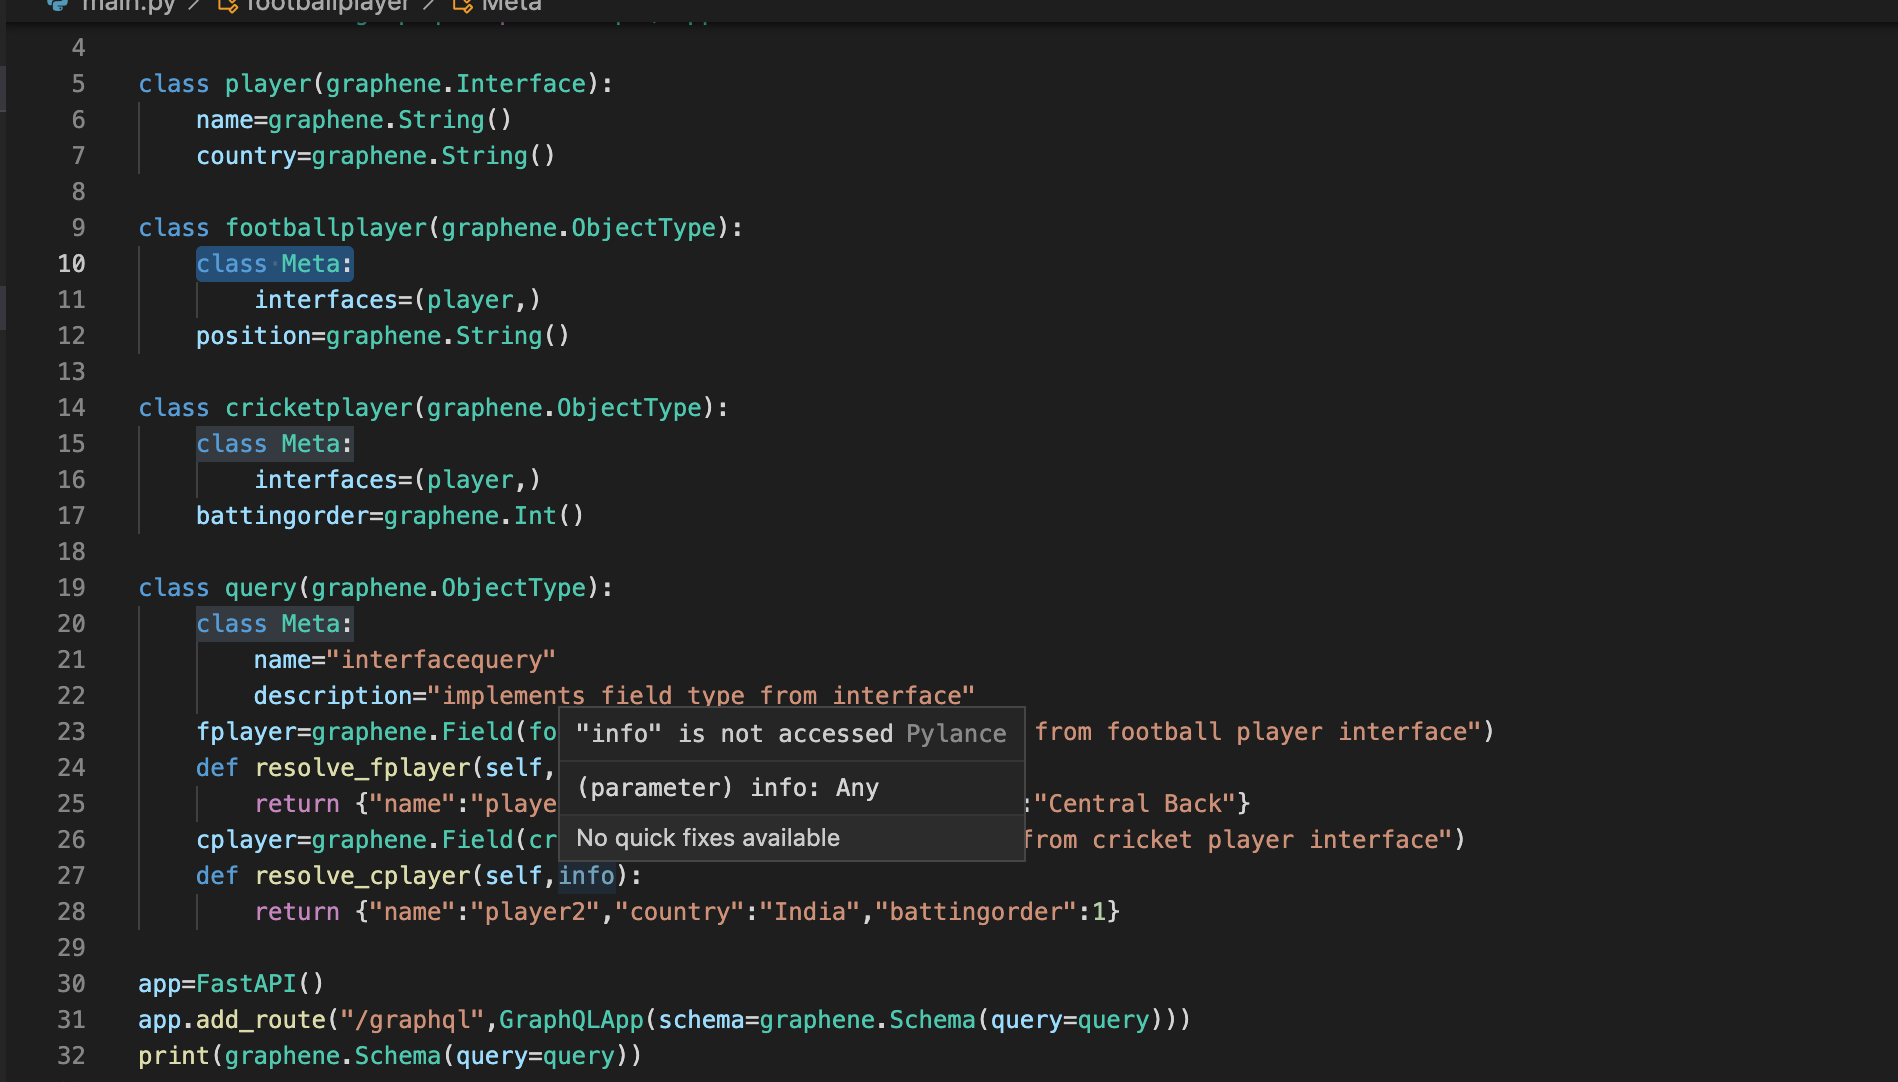 main.py > footballplayer > Meta
4
5 class player(graphene.Interface):
6 name=graphene.String()
7 country=graphene.String()
8
9 class footballplayer(graphene.ObjectType):
10 class Meta:
11 interfaces=(player,)
12 position=graphene.String()
13
14 class cricketplayer(graphene.ObjectType):
15 class Meta:
16 interfaces=(player,)
17 battingorder=graphene.Int()
18
19 class query(graphene.ObjectType):
20 class Meta:
21 name="interfacequery"
22 description="implements field type from interface"
23 fplayer=graphene.Field(fo from football player interface")
"info" is not accessed Pylance
24 def resolve_fplayer(self,
(parameter) info: Any
25 return {"name":"playe :"Central Back"}
No quick fixes available
26 cplayer=graphene.Field(cr from cricket player interface")
27 def resolve_cplayer(self,info):
28 return {"name":"player2","country":"India","battingorder":1}
29
30 app=FastAPI()
31 app.add_route("/graphql",GraphQLApp(schema=graphene.Schema(query=query)))
32 print(graphene.Schema(query=query))